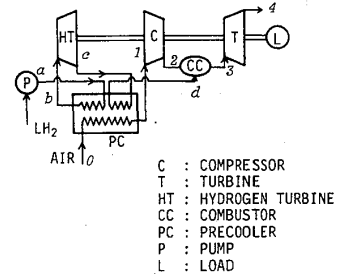 4
HT
C
T
L
c
1
2
CC
3
a
P
b
d
LH2
PC
AIR 0
C : COMPRESSOR
T : TURBINE
HT : HYDROGEN TURBINE
CC : COMBUSTOR
PC : PRECOOLER
P : PUMP
L : LOAD